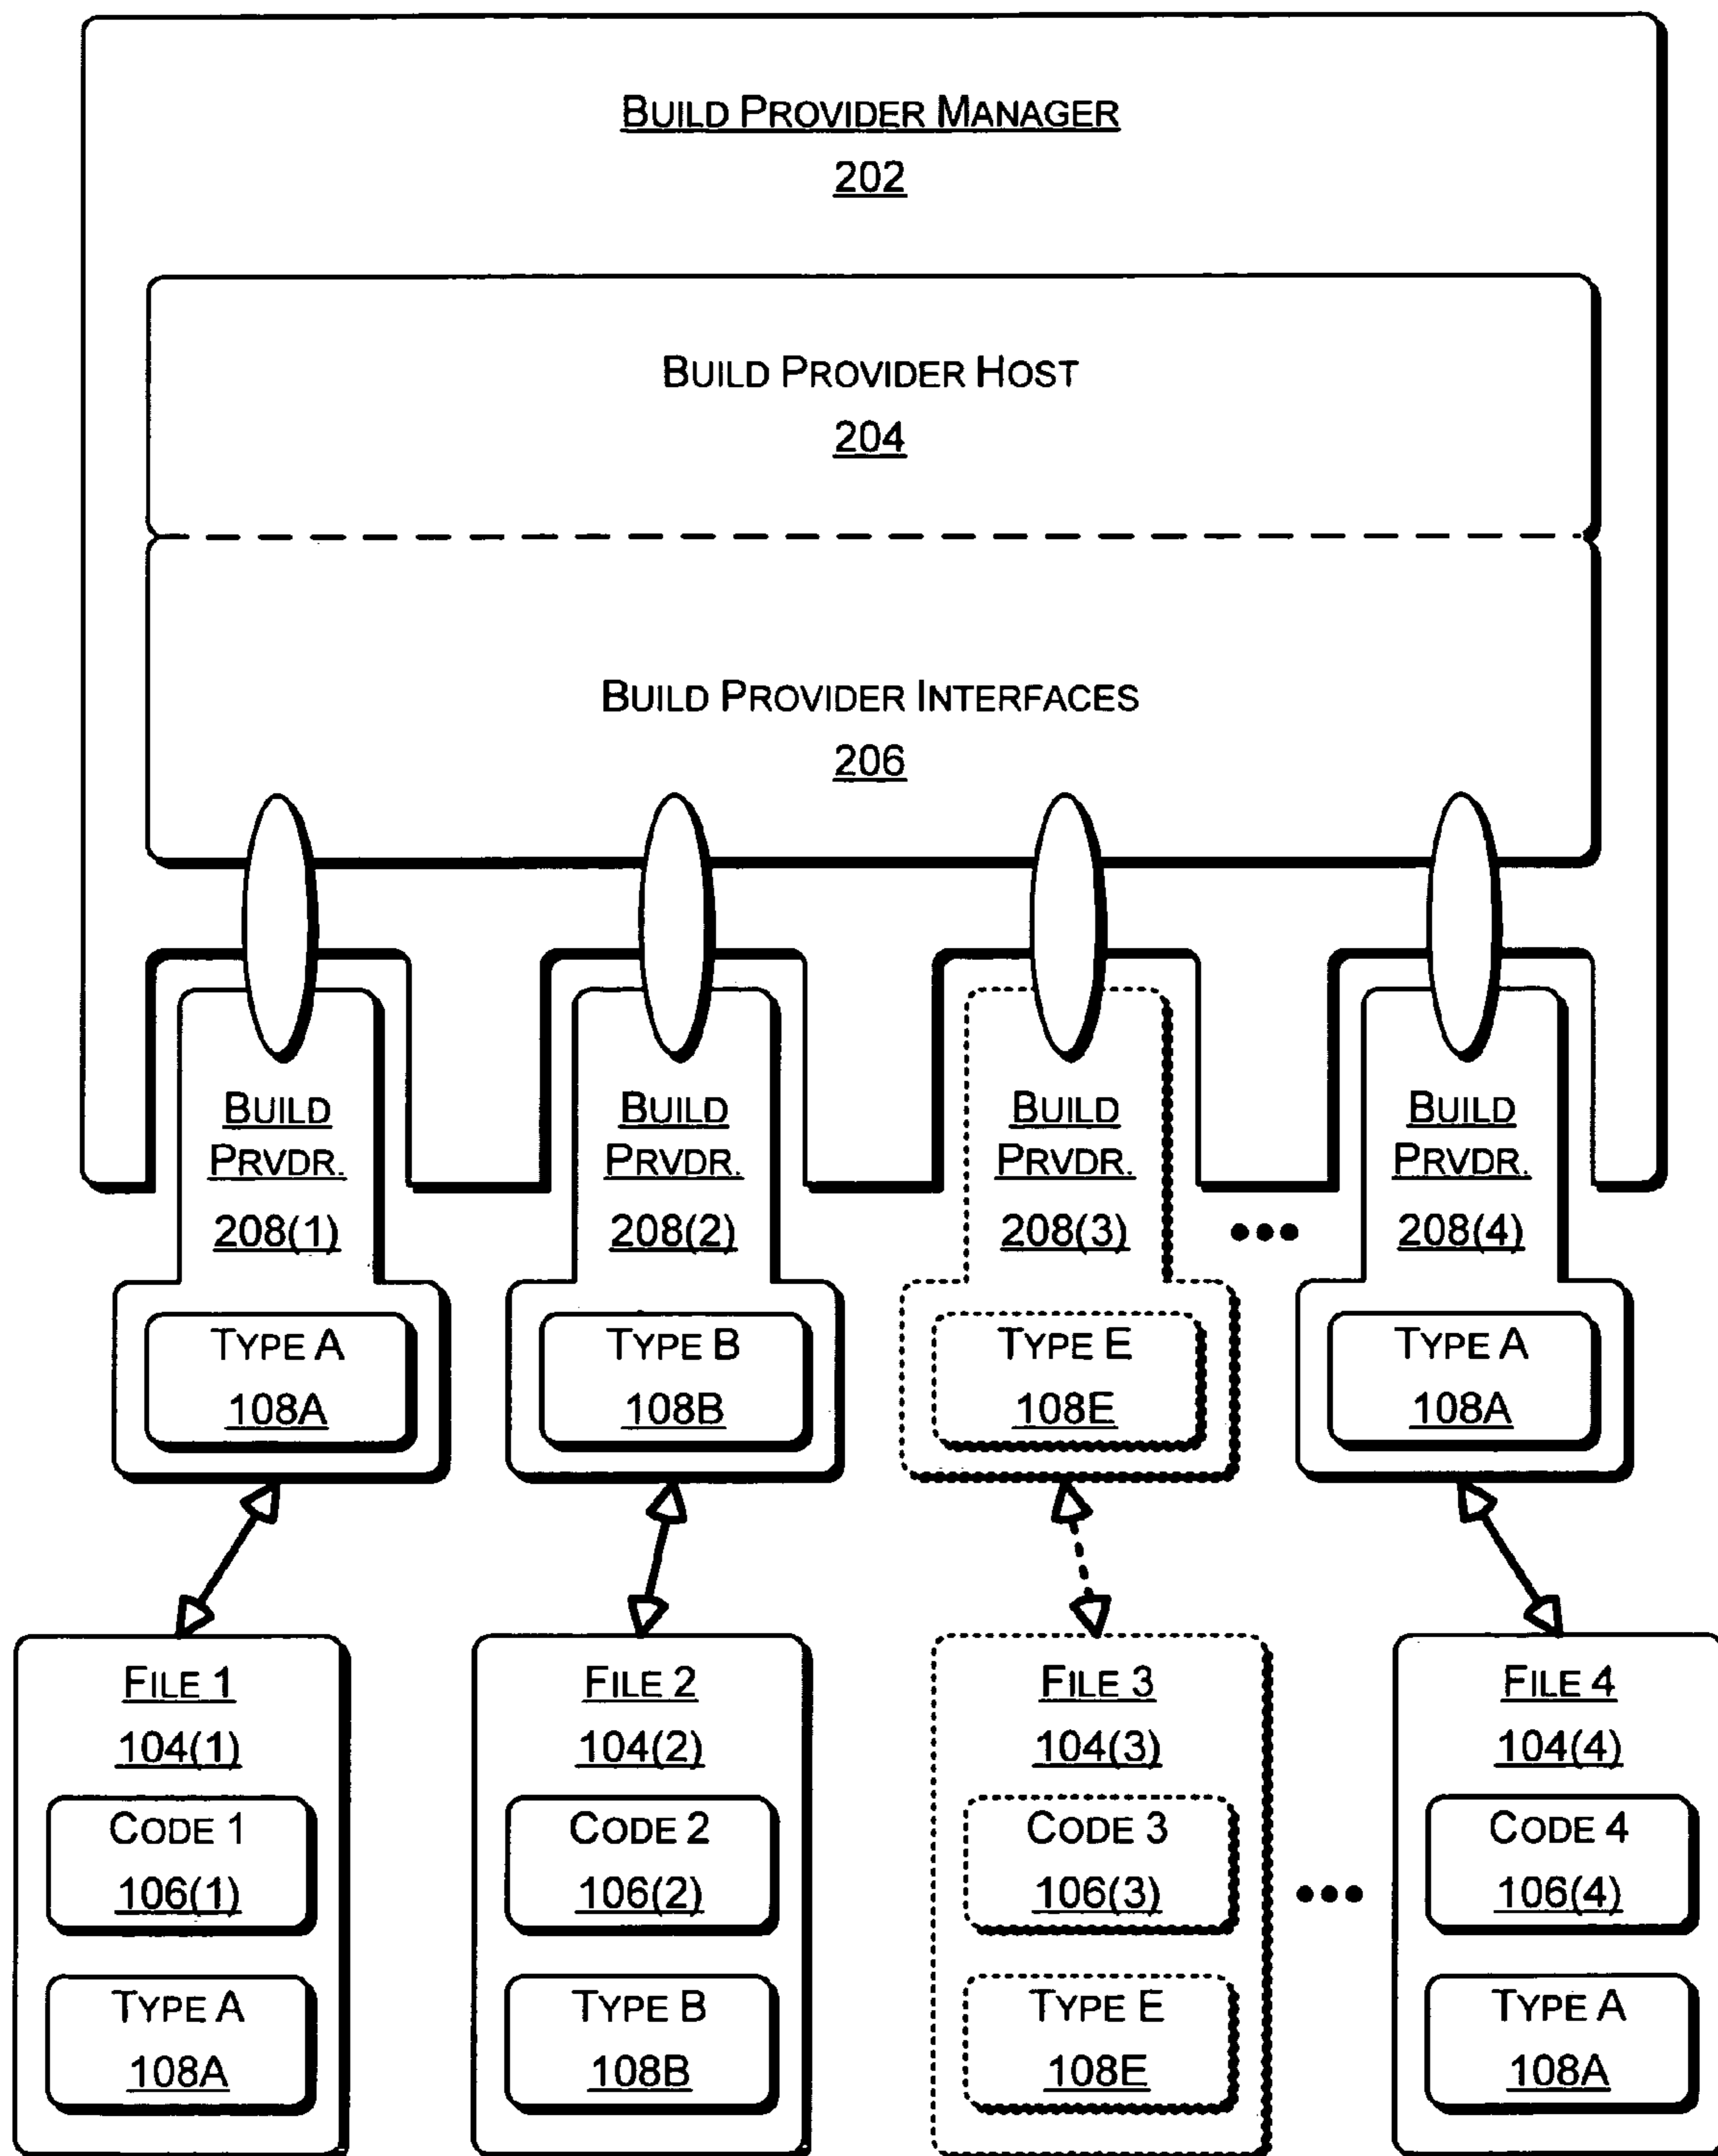 BUILD PROVIDER MANAGER
202
BUILD PROVIDER HOST
204
BUILD PROVIDER INTERFACES
206
BUILD PRVDR. 208(1)
TYPE A
108A
BUILD PRVDR. 208(2)
TYPE B
108B
BUILD PRVDR. 208(3)
TYPE E
108E
•••
BUILD PRVDR. 208(4)
TYPE A
108A
FILE 1
104(1)
CODE 1
106(1)
TYPE A
108A
FILE 2
104(2)
CODE 2
106(2)
TYPE B
108B
FILE 3
104(3)
CODE 3
106(3)
TYPE E
108E
•••
FILE 4
104(4)
CODE 4
106(4)
TYPE A
108A